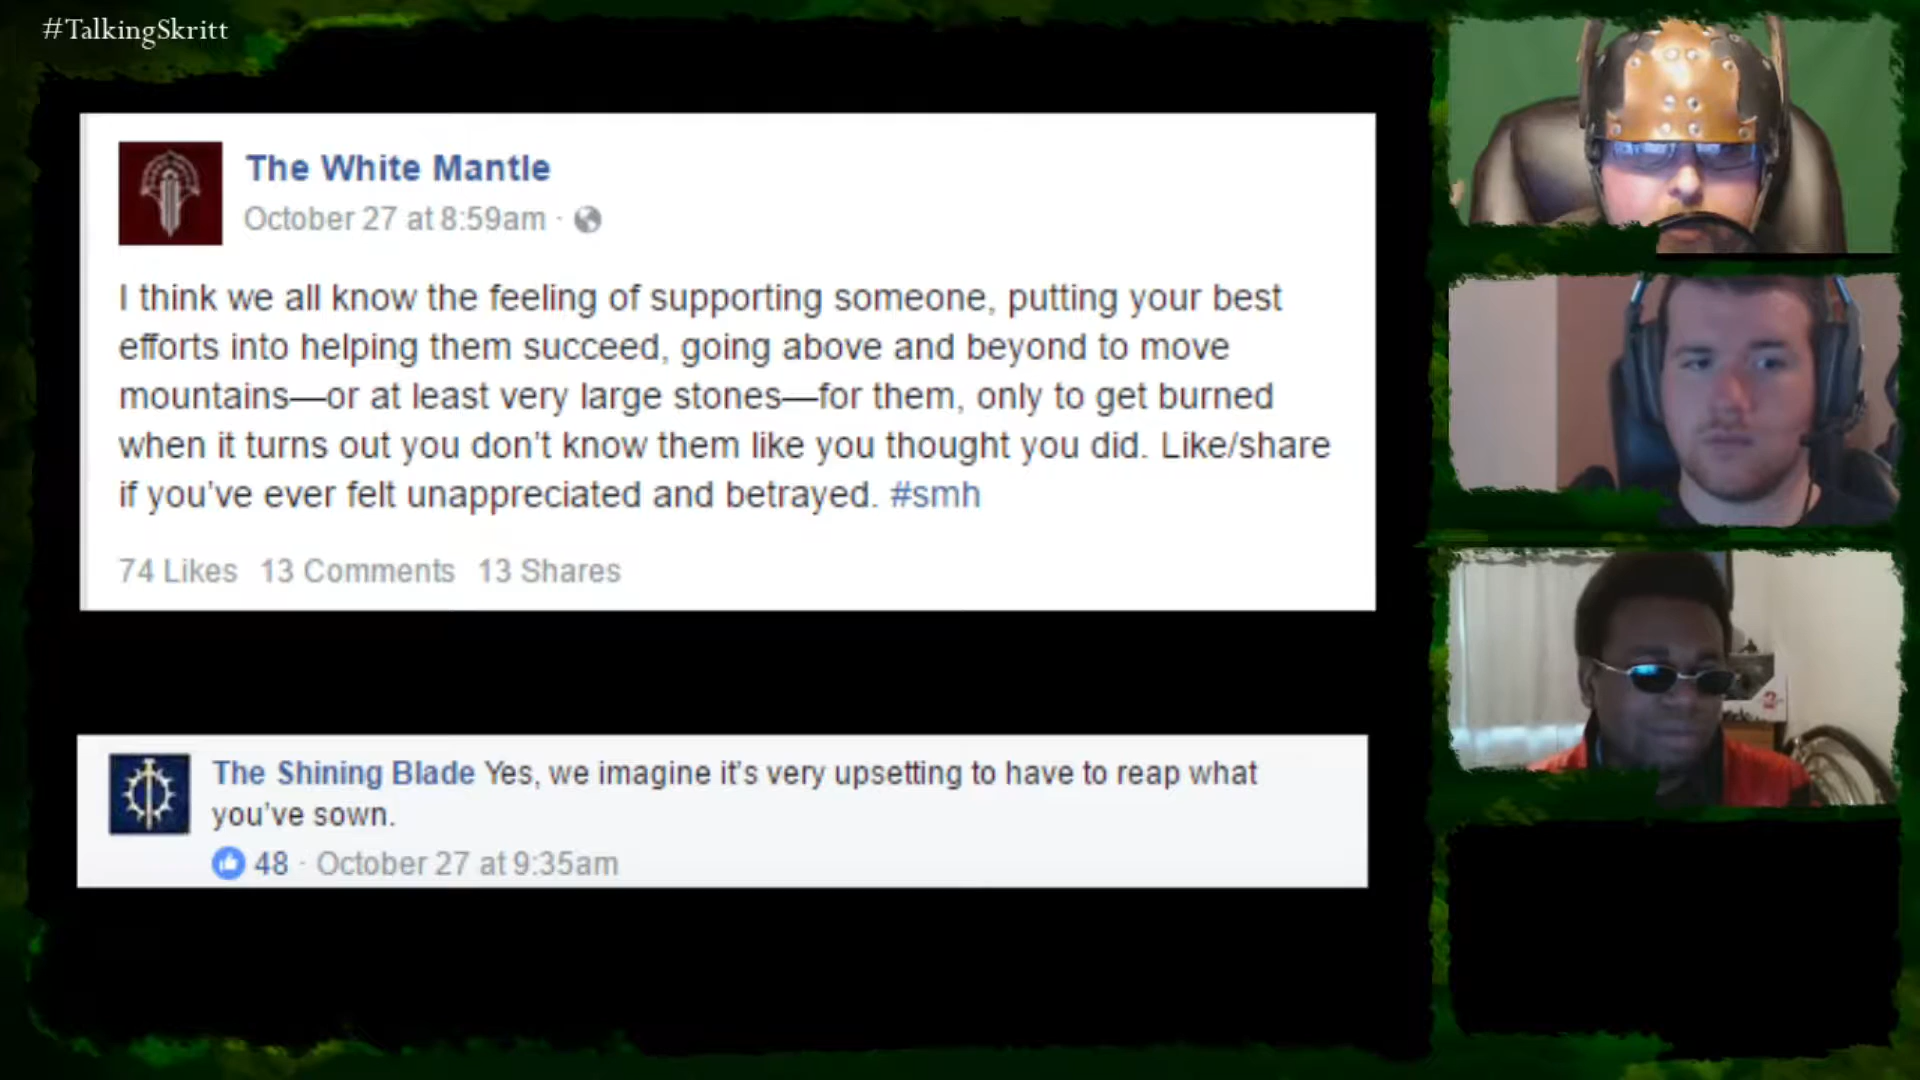 #TalkingSkritt
The White Mantle
October 27 at 8:59am ·
I think we all know the feeling of supporting someone, putting your best
efforts into helping them succeed, going above and beyond to move
mountains—or at least very large stones—for them, only to get burned
when it turns out you don't know them like you thought you did. Like/share
if you've ever felt unappreciated and betrayed. #smh
74 Likes 13 Comments 13 Shares
The Shining Blade Yes, we imagine it's very upsetting to have to reap what
you've sown.
48 · October 27 at 9:35am